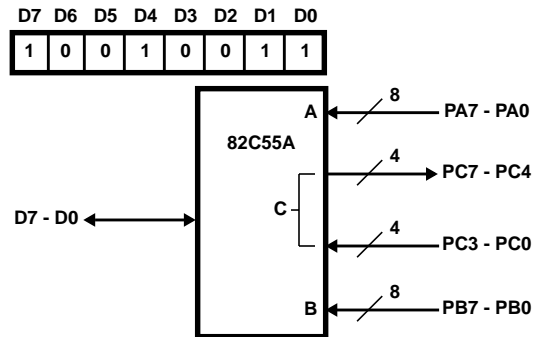 D7 D6 D5 D4 D3 D2 D1 D0
1 0 0 1 0 0 1 1
8
A PA7 - PA0
82C55A
4
PC7 - PC4
C
D7 - D0
4
PC3 - PC0
8
B PB7 - PB0